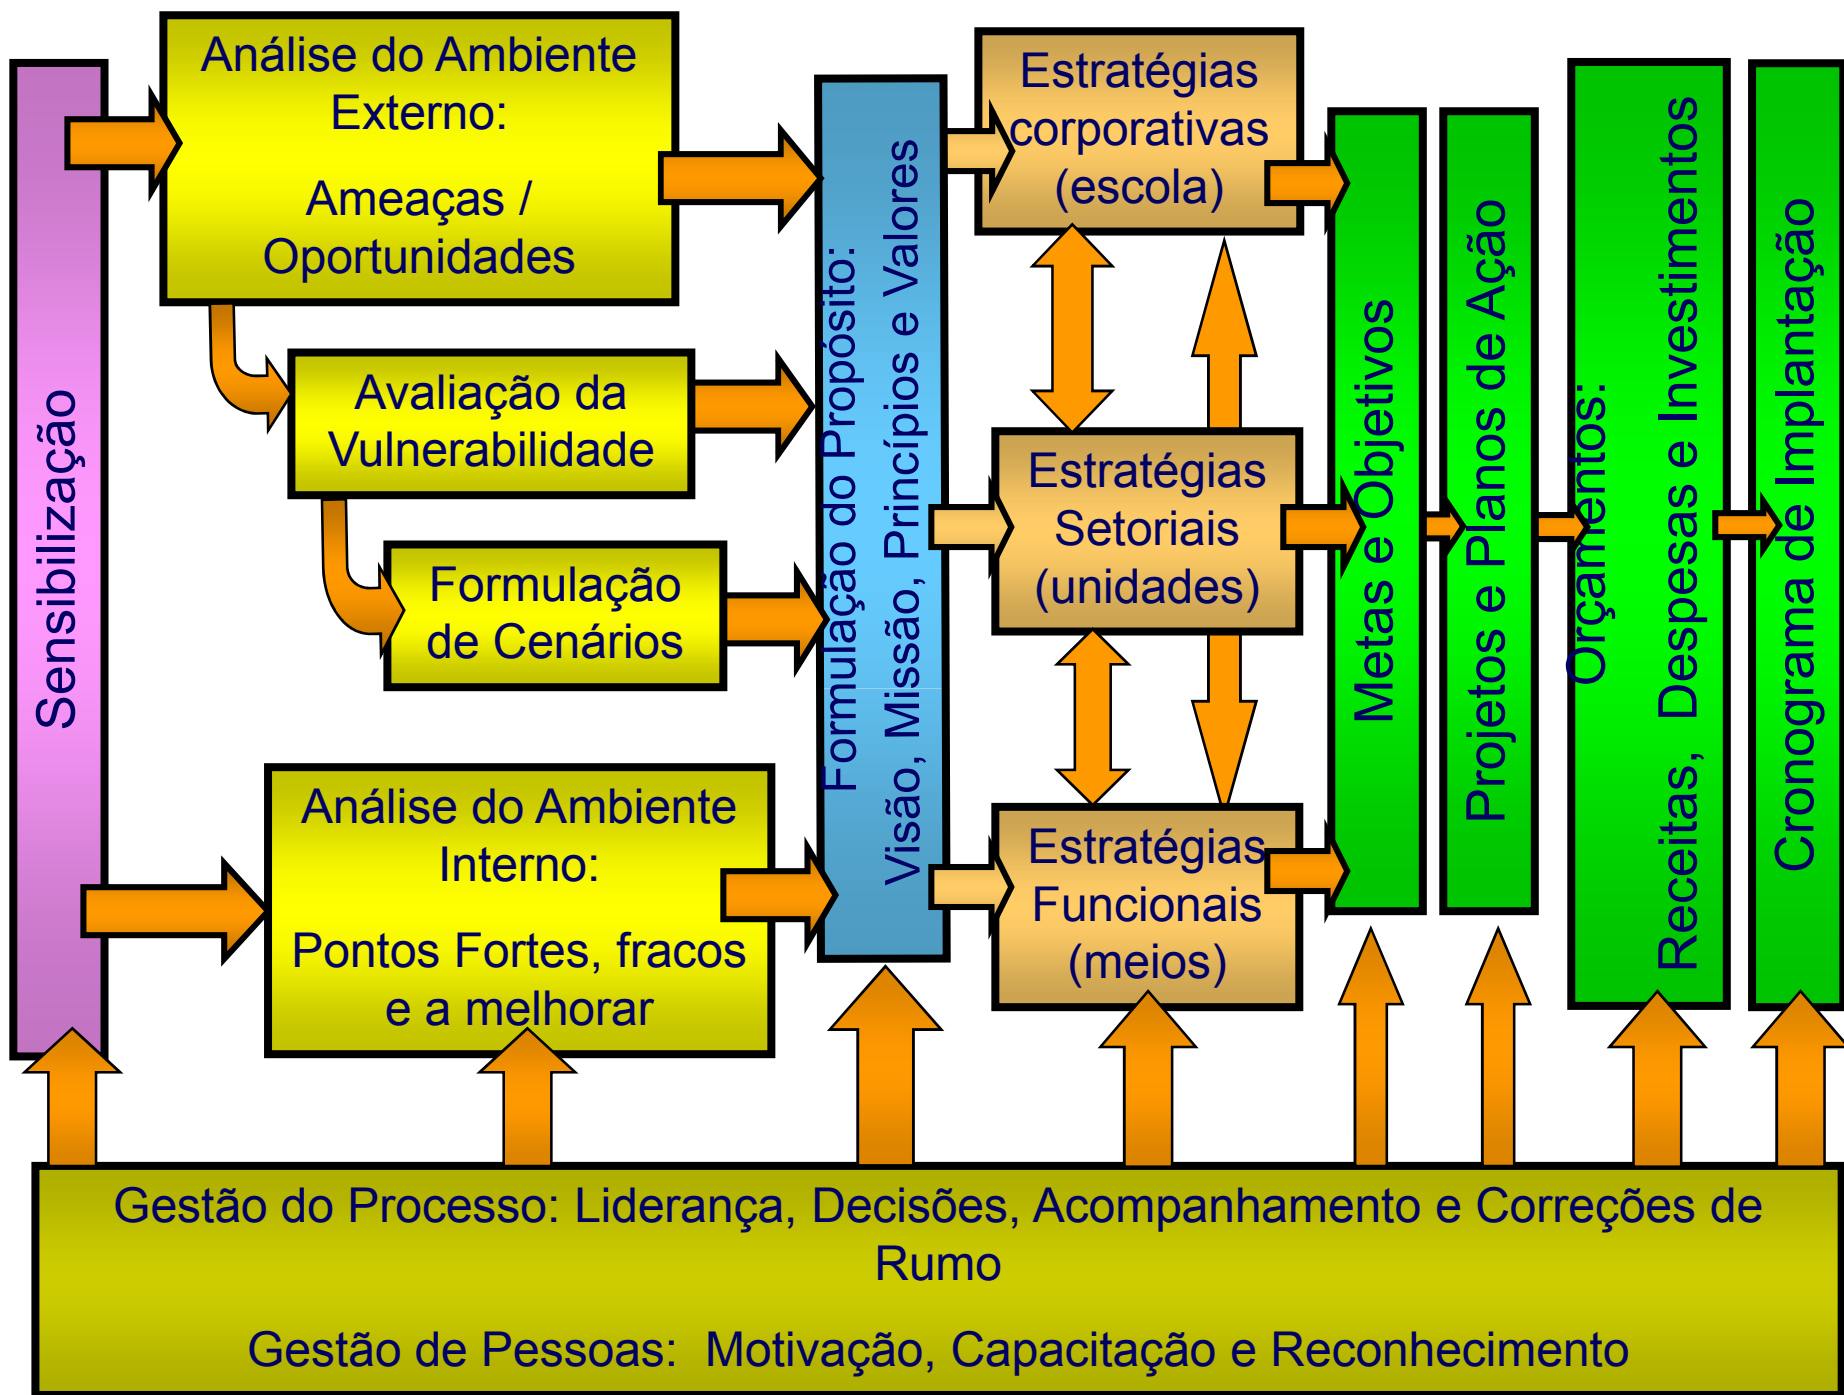 Sensibilização
Análise do Ambiente
Externo:
Ameaças /
Oportunidades
Avaliação da
Vulnerabilidade
Formulação
de Cenários
Análise do Ambiente
Interno:
Pontos Fortes, fracos
e a melhorar
Formulação do Propósito:
Visão, Missão, Princípios e Valores
Estratégias
corporativas
(escola)
Estratégias
Setoriais
(unidades)
Estratégias
Funcionais
(meios)
Metas e Objetivos
Projetos e Planos de Ação
Orçamentos:
Receitas, Despesas e Investimentos
Cronograma de Implantação
Gestão do Processo: Liderança, Decisões, Acompanhamento e Correções de
Rumo
Gestão de Pessoas: Motivação, Capacitação e Reconhecimento